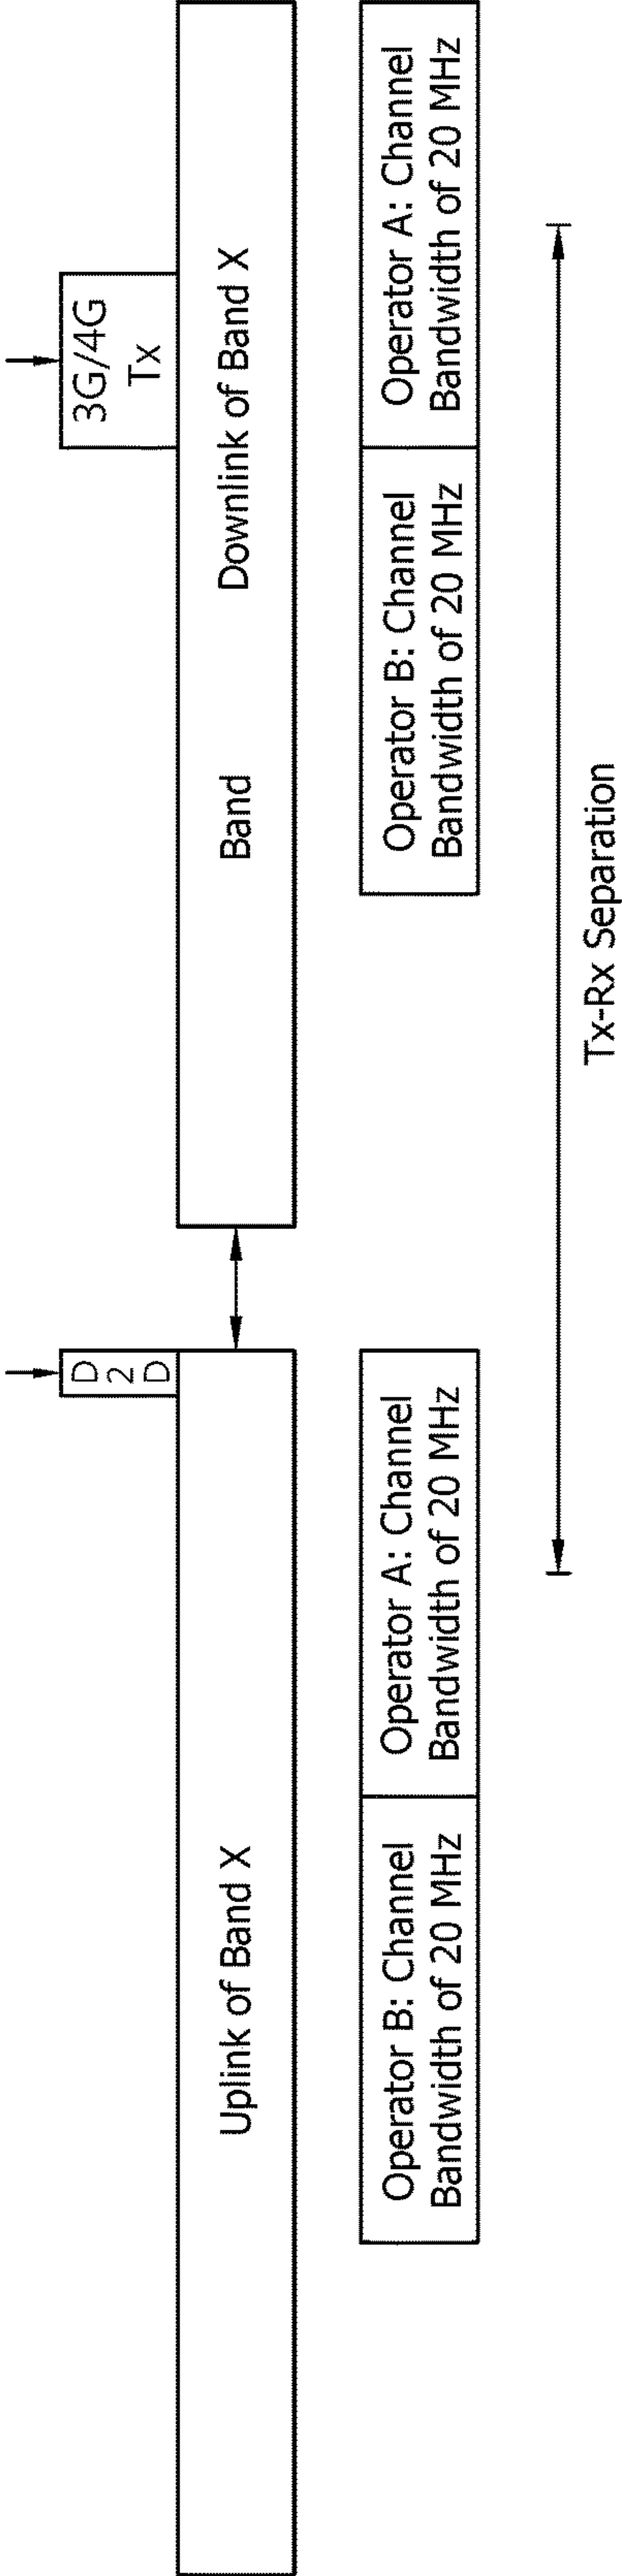 D
2
D
3G/4G
Tx
Uplink of Band X
Band
Downlink of Band X
Operator B: Channel
Bandwidth of 20 MHz
Operator A: Channel
Bandwidth of 20 MHz
Operator B: Channel
Bandwidth of 20 MHz
Operator A: Channel
Bandwidth of 20 MHz
Tx-Rx Separation